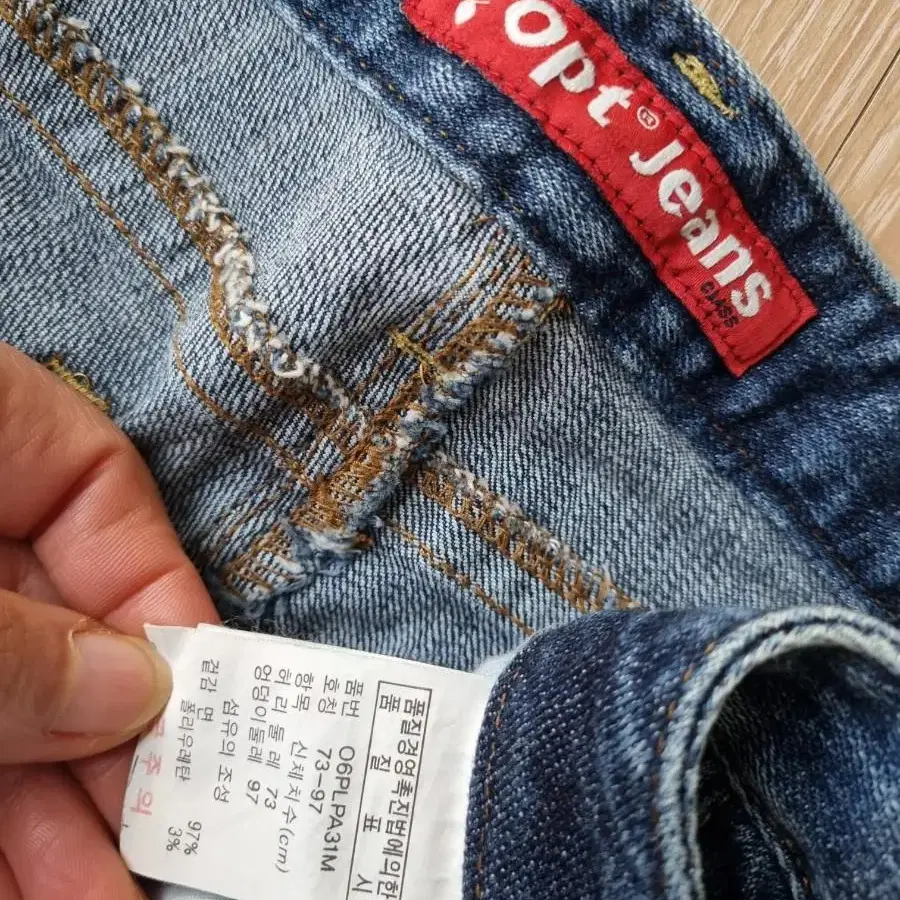 opt® Jeans
CLASS
품질경영촉진법에의한
품 질 표 시
품번 06PLPA31M
호칭 73-97
항목 신체치수(cm)
허리둘레 73
엉덩이둘레 97
섬유의 조성
겉감 면 97%
폴리우레탄 3%
주의